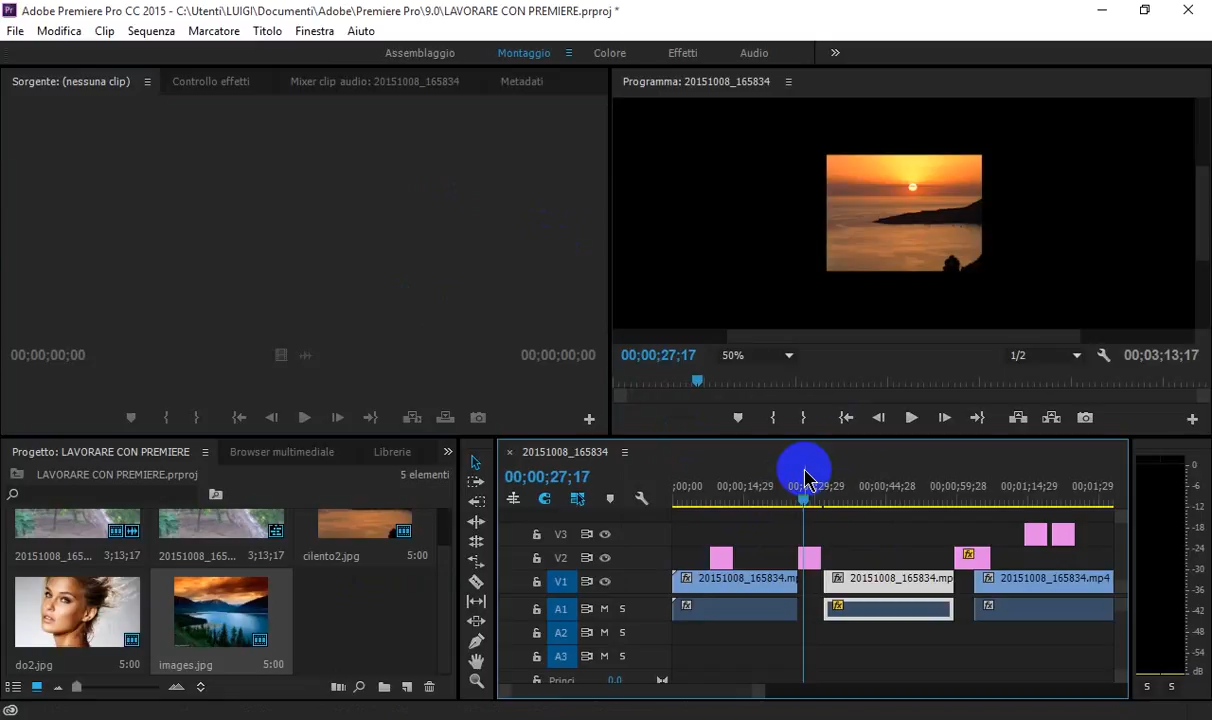 Adobe Premiere Pro CC 2015 - C:\Utenti\LUIGI\Documenti\Adobe\Premiere Pro\9.0\LAVORARE CON PREMIERE.prproj *
File Modifica Clip Sequenza Marcatore Titolo Finestra Aiuto
Assemblaggio Montaggio Colore Effetti Audio
Sorgente: (nessuna clip) Controllo effetti Mixer clip audio: 20151008_165834 Metadati
Programma: 20151008_165834
00;00;00;00 00;00;00;00
00;00;27;17 50% 1/2 00;03;13;17
Progetto: LAVORARE CON PREMIERE Browser multimediale Librerie
LAVORARE CON PREMIERE.prproj 5 elementi
20151008_165... 3;13;17 20151008_165... 3;13;17 cilento2.jpg 5:00
do2.jpg 5:00 images.jpg 5:00
20151008_165834
00;00;27;17
;00;00 00;00;14;29 00;00;44;28 00;00;59;28 00;01;14;29 00;01;29
V3
V2
V1 20151008_165834.mp 20151008_165834.mp 20151008_165834.mp4
A1 M S
A2 M S
A3 M S
Princi 0,0
0
-6
-12
-18
-24
-30
-36
-42
-48
-54
dB
S S